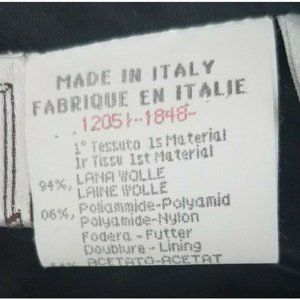 MADE IN ITALY
FABRIQUE EN ITALIE
12051-1848-
1° Tessuto 1s Material
1r Tissu 1st Material
94%, LANA WOLLE
LAINE WOLLE
06%, Poliammide-Polyamid
Polyamide-Nylon
Fodera - Futter
Doublure - Lining
ACETATO-ACETAT